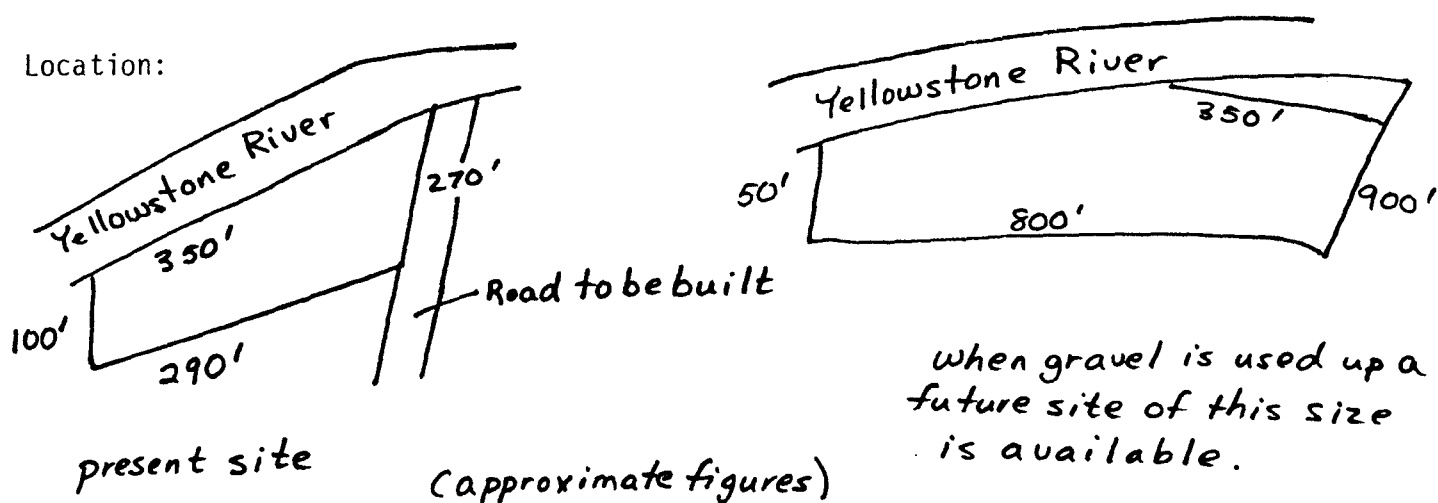 Location:
Yellowstone River
350'
270'
100'
290'
Road to be built
present site
(approximate figures)
Yellowstone River
350'
50'
800'
900'
when gravel is used up a
future site of this size
is available.